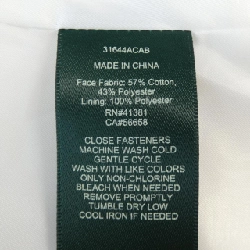 31644ACAB
MADE IN CHINA
Face Fabric: 57% Cotton,
43% Polyester
Lining: 100% Polyester
RN#41381
CA#56658
CLOSE FASTENERS
MACHINE WASH COLD
GENTLE CYCLE
WASH WITH LIKE COLORS
ONLY NON-CHLORINE
BLEACH WHEN NEEDED
REMOVE PROMPTLY
TUMBLE DRY LOW
COOL IRON IF NEEDED